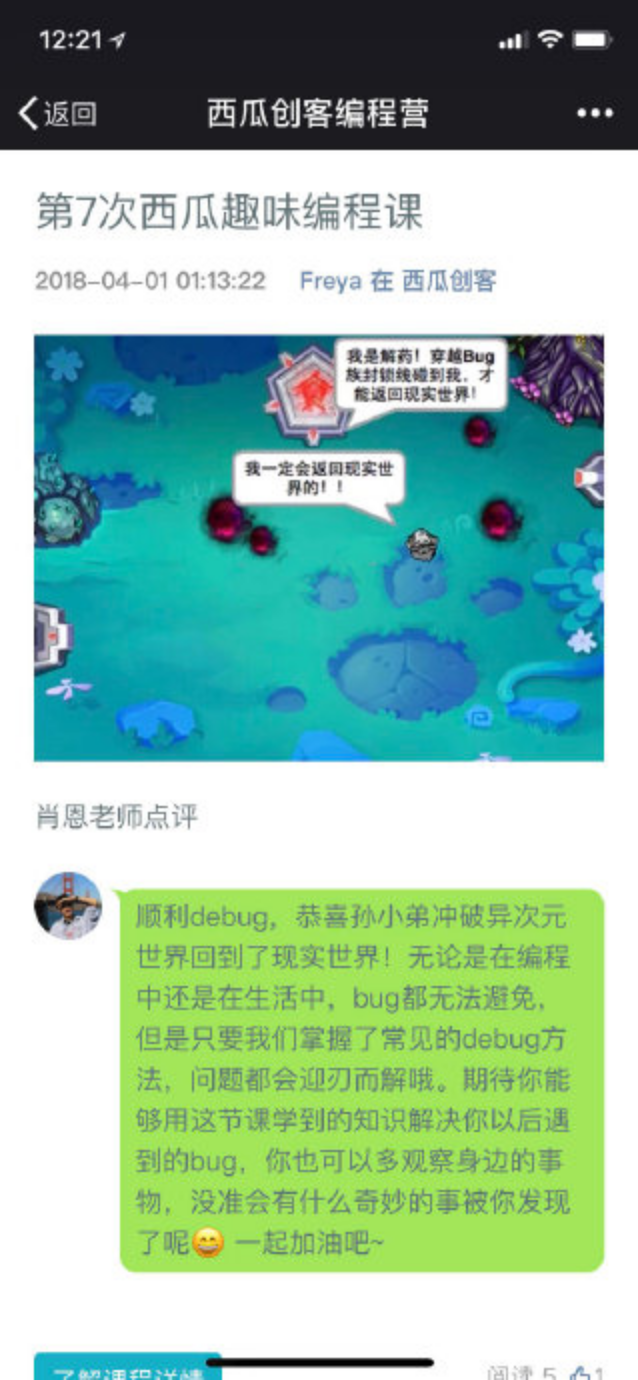 12:21
返回
西瓜创客编程营
第7次西瓜趣味编程课
2018-04-01 01:13:22 Freya 在 西瓜创客
我是解药！穿越Bug
族封锁线碰到我，才
能返回现实世界！
我一定会返回现实世
界的！！
肖恩老师点评
顺利debug，恭喜孙小弟冲破异次元
世界回到了现实世界！无论是在编程
中还是在生活中，bug都无法避免，
但是只要我们掌握了常见的debug方
法，问题都会迎刃而解哦。期待你能
够用这节课学到的知识解决你以后遇
到的bug，你也可以多观察身边的事
物，没准会有什么奇妙的事被你发现
了呢😄 一起加油吧~
了解课程详情
阅读 5 1